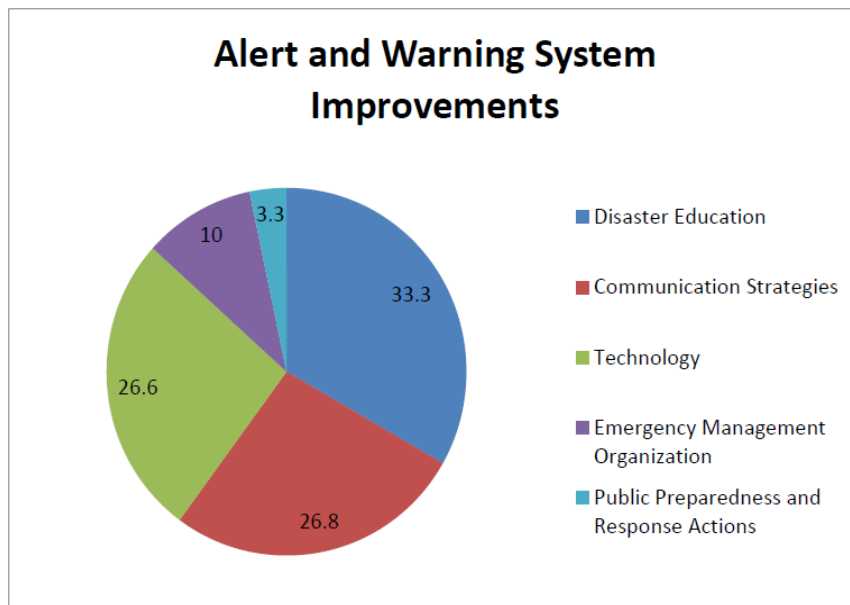 Alert and Warning System
Improvements
3.3
10
33.3
26.6
26.8
Disaster Education
Communication Strategies
Technology
Emergency Management
Organization
Public Preparedness and
Response Actions